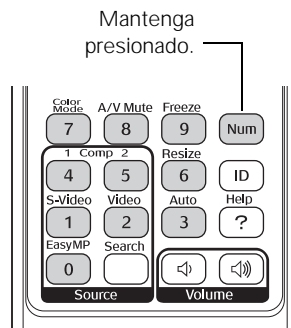 Mantenga
presionado.
Color
Mode
A/V Mute
Freeze
7
8
9
Num
1 Comp 2
Resize
4
5
6
ID
S-Video
Video
Auto
Help
1
2
3
?
EasyMP
Search
0
Source
Volume